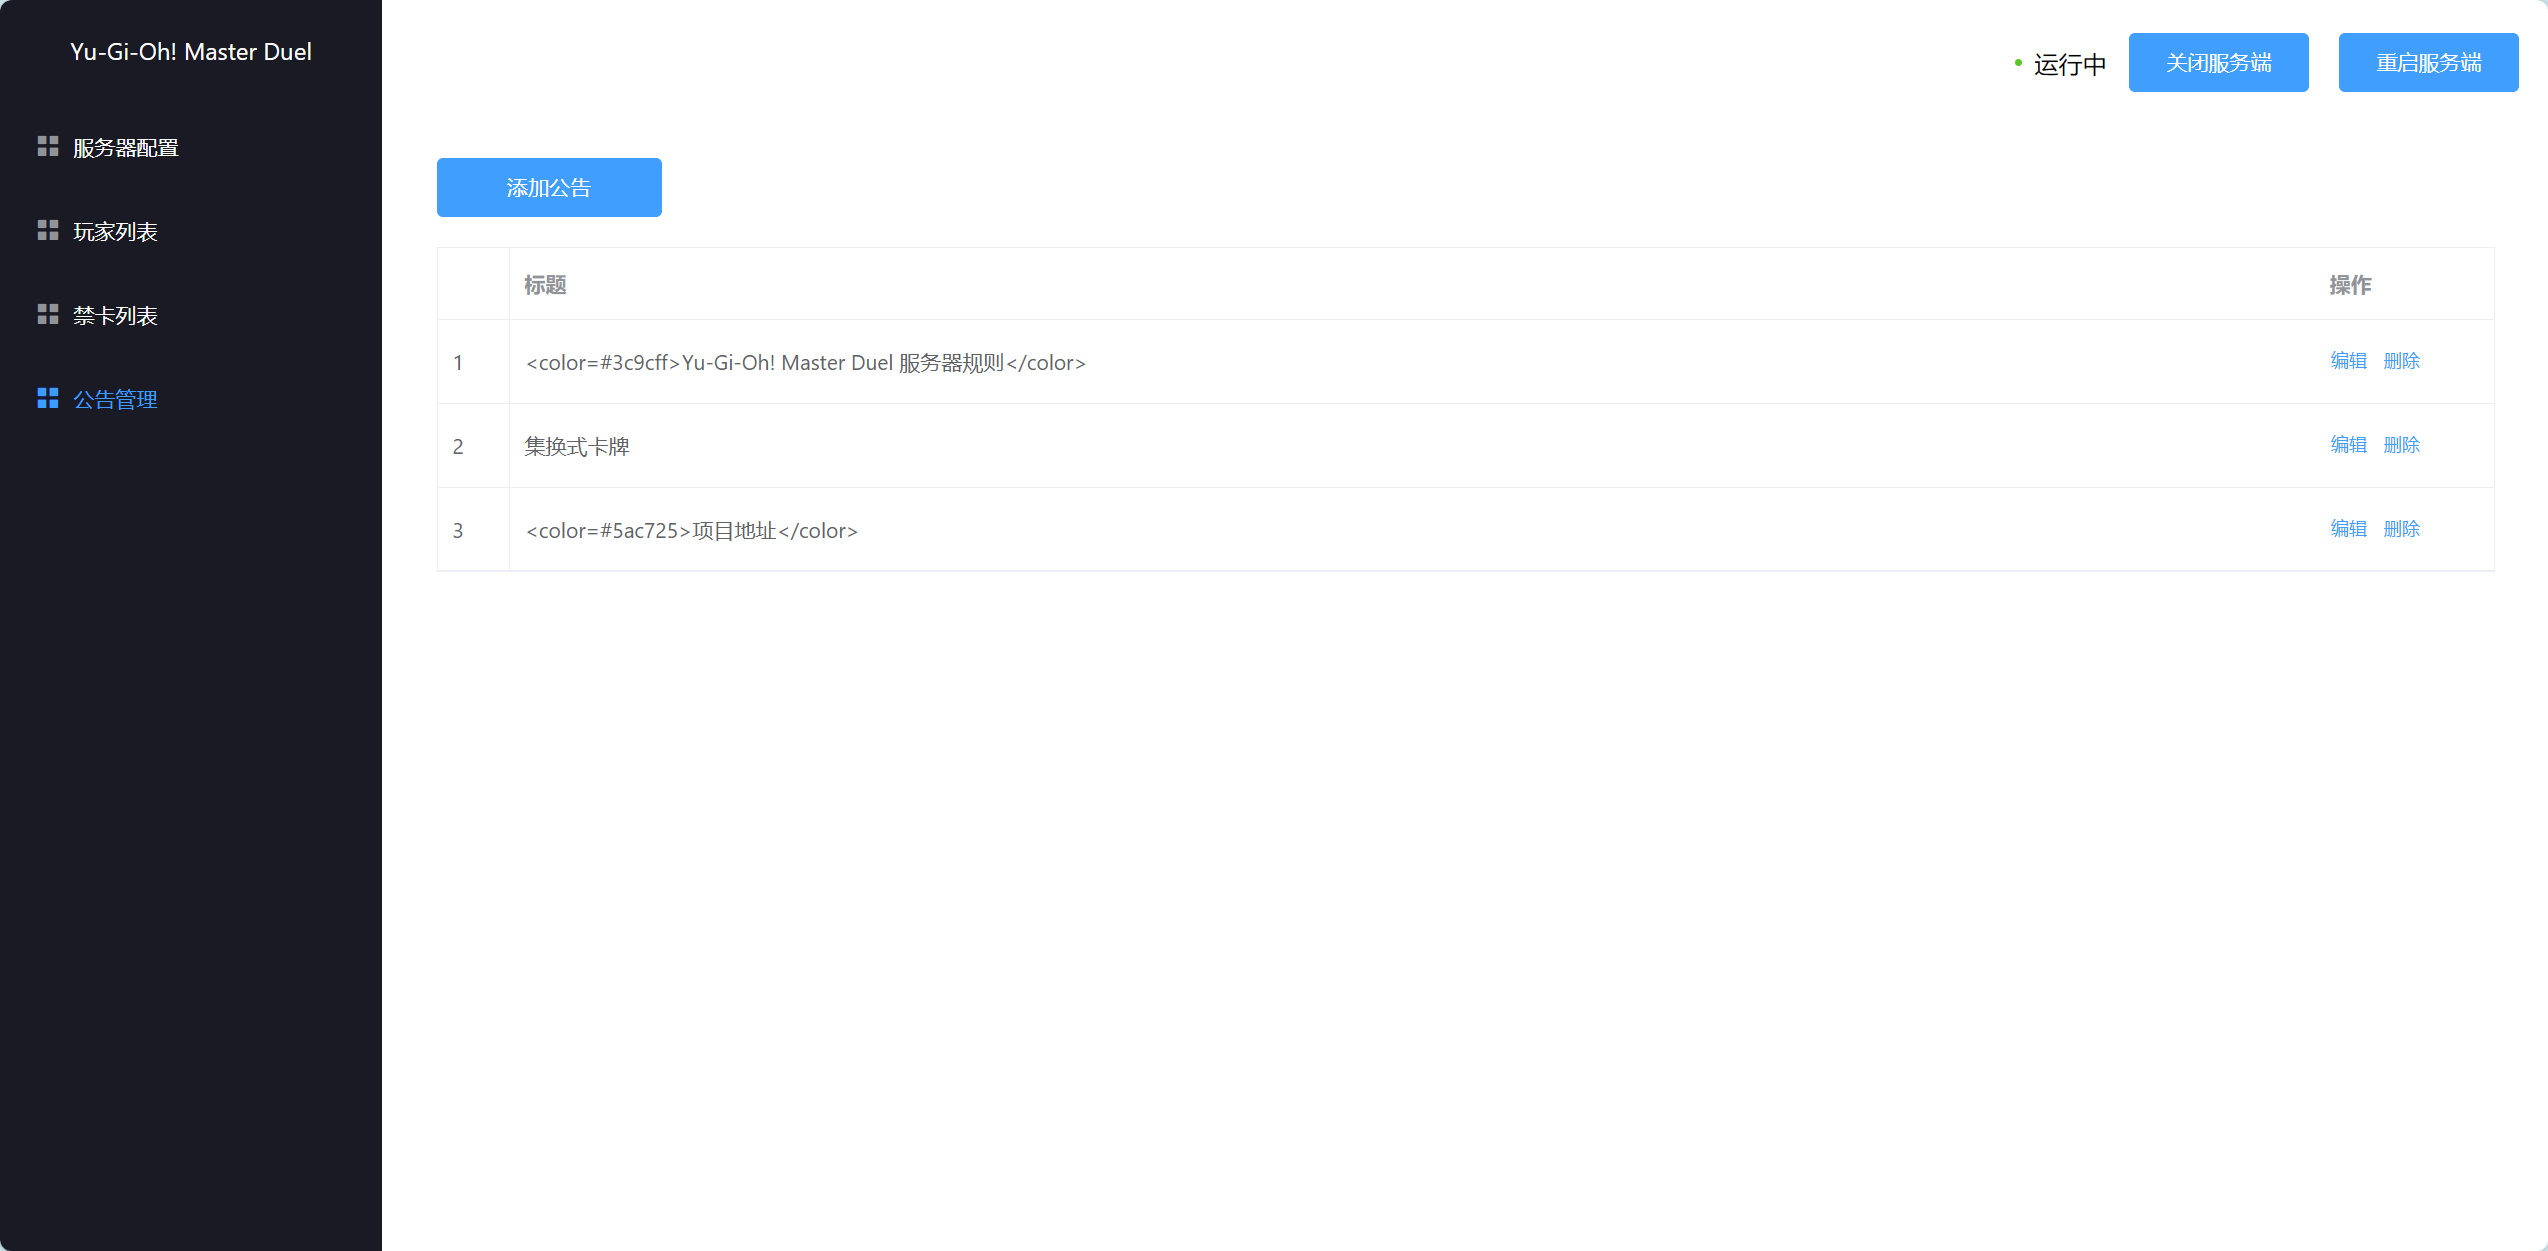 Yu-Gi-Oh! Master Duel
服务器配置
玩家列表
禁卡列表
公告管理
运行中 关闭服务端 重启服务端
添加公告
标题 操作
1 <color=#3c9cff>Yu-Gi-Oh! Master Duel 服务器规则</color> 编辑 删除
2 集换式卡牌 编辑 删除
3 <color=#5ac725>项目地址</color> 编辑 删除